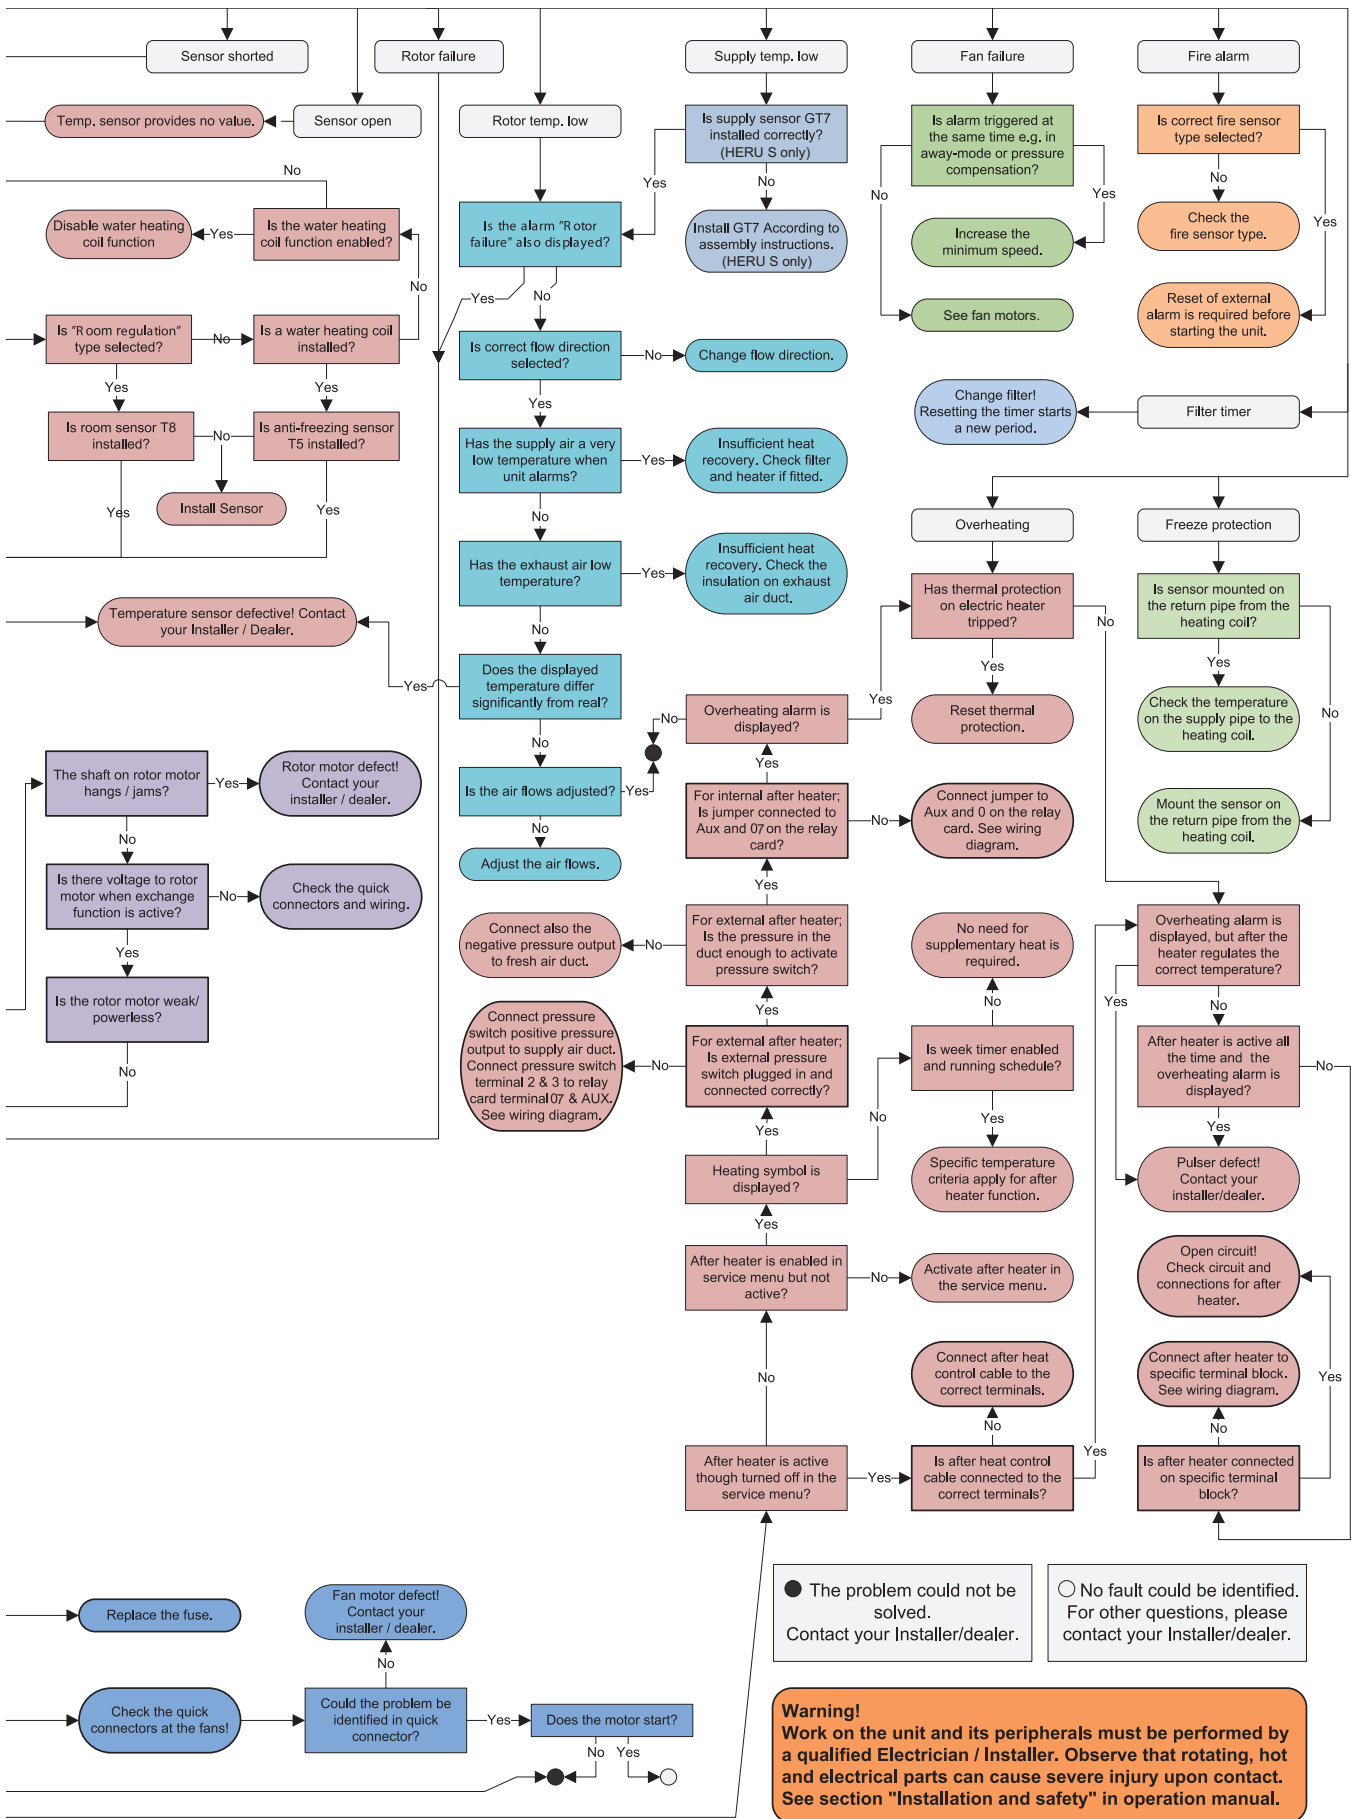 Sensor shorted
Rotor failure
Supply temp. low
Fan failure
Fire alarm
Temp. sensor provides no value.
Sensor open
Rotor temp. low
Is supply sensor GT7
installed correctly?
(HERU S only)
Is alarm triggered at
the same time e.g. in
away-mode or pressure
compensation?
Is correct fire sensor
type selected?
No
Yes
No
No
Yes
No
Yes
Disable water heating
coil function
Yes
Is the water heating
coil function enabled?
Is the alarm "Rotor
failure" also displayed?
Install GT7 According to
assembly instructions.
(HERU S only)
Increase the
minimum speed.
Check the
fire sensor type.
No
Yes
No
See fan motors.
Reset of external
alarm is required before
starting the unit.
Is "Room regulation"
type selected?
No
Is a water heating coil
installed?
Is correct flow direction
selected?
No
Change flow direction.
Yes
Yes
Yes
Change filter!
Resetting the timer starts
a new period.
Filter timer
Is room sensor T8
installed?
No
Is anti-freezing sensor
T5 installed?
Has the supply air a very
low temperature when
unit alarms?
Yes
Insufficient heat
recovery. Check filter
and heater if fitted.
Yes
Install Sensor
Yes
No
Overheating
Freeze protection
Has the exhaust air low
temperature?
Yes
Insufficient heat
recovery. Check the
insulation on exhaust
air duct.
Has thermal protection
on electric heater
tripped?
No
Is sensor mounted on
the return pipe from the
heating coil?
Temperature sensor defective! Contact
your Installer / Dealer.
No
Yes
Yes
Yes
Does the displayed
temperature differ
significantly from real?
Yes
No
Overheating alarm is
displayed?
Reset thermal
protection.
Check the temperature
on the supply pipe to the
heating coil.
No
No
The shaft on rotor motor
hangs / jams?
Yes
Rotor motor defect!
Contact your
installer / dealer.
Yes
Is the air flows adjusted?
Yes
For internal after heater;
Is jumper connected to
Aux and 07 on the relay
card?
No
Connect jumper to
Aux and 0 on the relay
card. See wiring
diagram.
Mount the sensor on
the return pipe from the
heating coil.
No
No
Adjust the air flows.
Is there voltage to rotor
motor when exchange
function is active?
No
Check the quick
connectors and wiring.
Yes
Connect also the
negative pressure output
to fresh air duct.
No
For external after heater;
Is the pressure in the
duct enough to activate
pressure switch?
No need for
supplementary heat is
required.
Overheating alarm is
displayed, but after the
heater regulates the
correct temperature?
Yes
Is the rotor motor weak/
powerless?
Yes
No
Yes
No
Connect pressure
switch positive pressure
output to supply air duct.
Connect pressure switch
terminal 2 & 3 to relay
card terminal 07 & AUX.
See wiring diagram.
No
For external after heater;
Is external pressure
switch plugged in and
connected correctly?
Is week timer enabled
and running schedule?
After heater is active all
the time and the
overheating alarm is
displayed?
No
No
No
Yes
Yes
Yes
Heating symbol is
displayed?
Specific temperature
criteria apply for after
heater function.
Pulser defect!
Contact your
installer/dealer.
Yes
After heater is enabled in
service menu but not
active?
No
Activate after heater in
the service menu.
Open circuit!
Check circuit and
connections for after
heater.
No
Connect after heat
control cable to the
correct terminals.
Connect after heater to
specific terminal block.
See wiring diagram.
Yes
No
No
After heater is active
though turned off in the
service menu?
Yes
Is after heat control
cable connected to the
correct terminals?
Yes
Is after heater connected
on specific terminal
block?
The problem could not be
solved.
Contact your Installer/dealer.
No fault could be identified.
For other questions, please
contact your Installer/dealer.
Replace the fuse.
Fan motor defect!
Contact your
installer / dealer.
No
Check the quick
connectors at the fans!
Could the problem be
identified in quick
connector?
Yes
Does the motor start?
No
Yes
Warning!
Work on the unit and its peripherals must be performed by
a qualified Electrician / Installer. Observe that rotating, hot
and electrical parts can cause severe injury upon contact.
See section "Installation and safety" in operation manual.